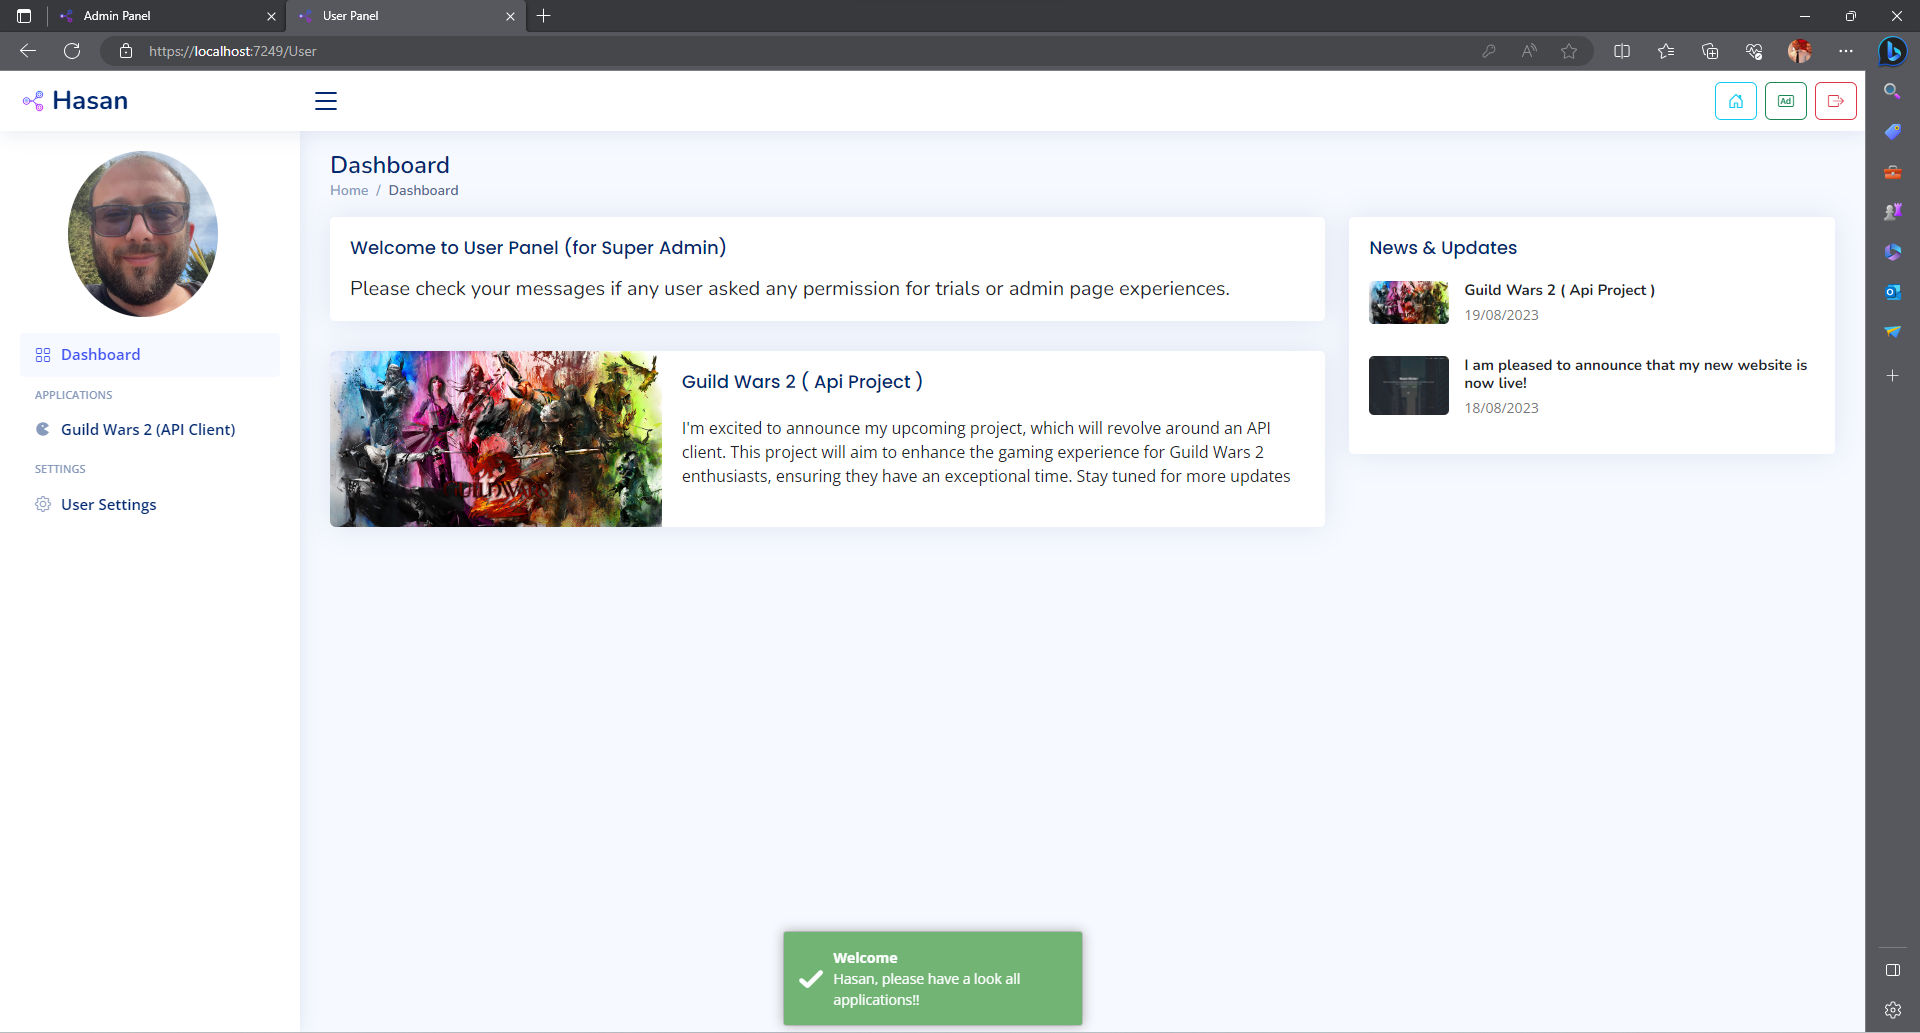 Admin Panel
User Panel
https://localhost:7249/User
Hasan
Ad
Dashboard
Home / Dashboard
Dashboard
APPLICATIONS
Guild Wars 2 (API Client)
SETTINGS
User Settings
Welcome to User Panel (for Super Admin)
Please check your messages if any user asked any permission for trials or admin page experiences.
GUILDWARS
2
Guild Wars 2 ( Api Project )
I'm excited to announce my upcoming project, which will revolve around an API
client. This project will aim to enhance the gaming experience for Guild Wars 2
enthusiasts, ensuring they have an exceptional time. Stay tuned for more updates
News & Updates
Guild Wars 2 ( Api Project )
19/08/2023
I am pleased to announce that my new website is
now live!
18/08/2023
Welcome
Hasan, please have a look all
applications!!